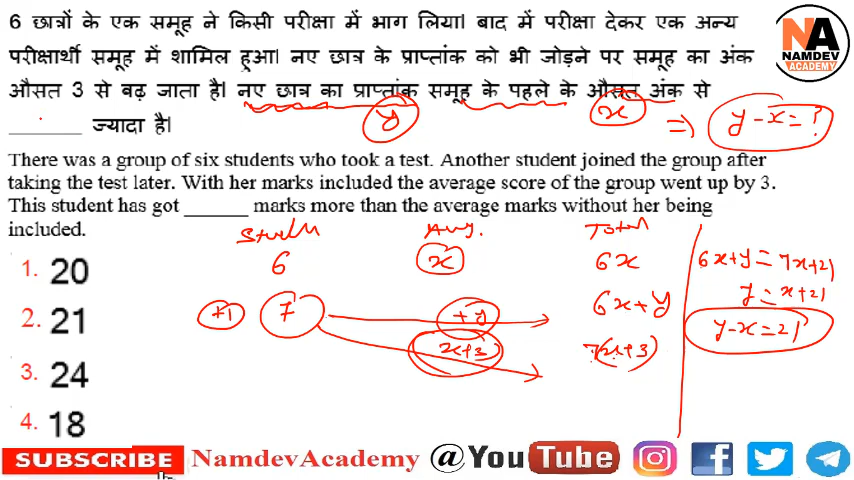 6 छात्रों के एक समूह ने किसी परीक्षा में भाग लिया। बाद में परीक्षा देकर एक अन्य
परीक्षार्थी समूह में शामिल हूआ। नए छात्र के प्राप्तांक को भी जोड़ने पर समूह का अंक
औसत 3 से बढ़ जाता है। नए छात्र का प्राप्तांक समूह के पहले के औसत अंक से
______ ज्यादा है।
NA
NAMDEV
ACADEMY
y
x
=> y-x=?
There was a group of six students who took a test. Another student joined the group after
taking the test later. With her marks included the average score of the group went up by 3.
This student has got ______ marks more than the average marks without her being
included.
Avg. Total
6 x 6x
+1 7 +y 6x+y
x+3 7(x+3)
6x+y=7x+21
y=x+21
y-x=21
1. 20
2. 21
3. 24
4. 18
SUBSCRIBE NamdevAcademy @YouTube